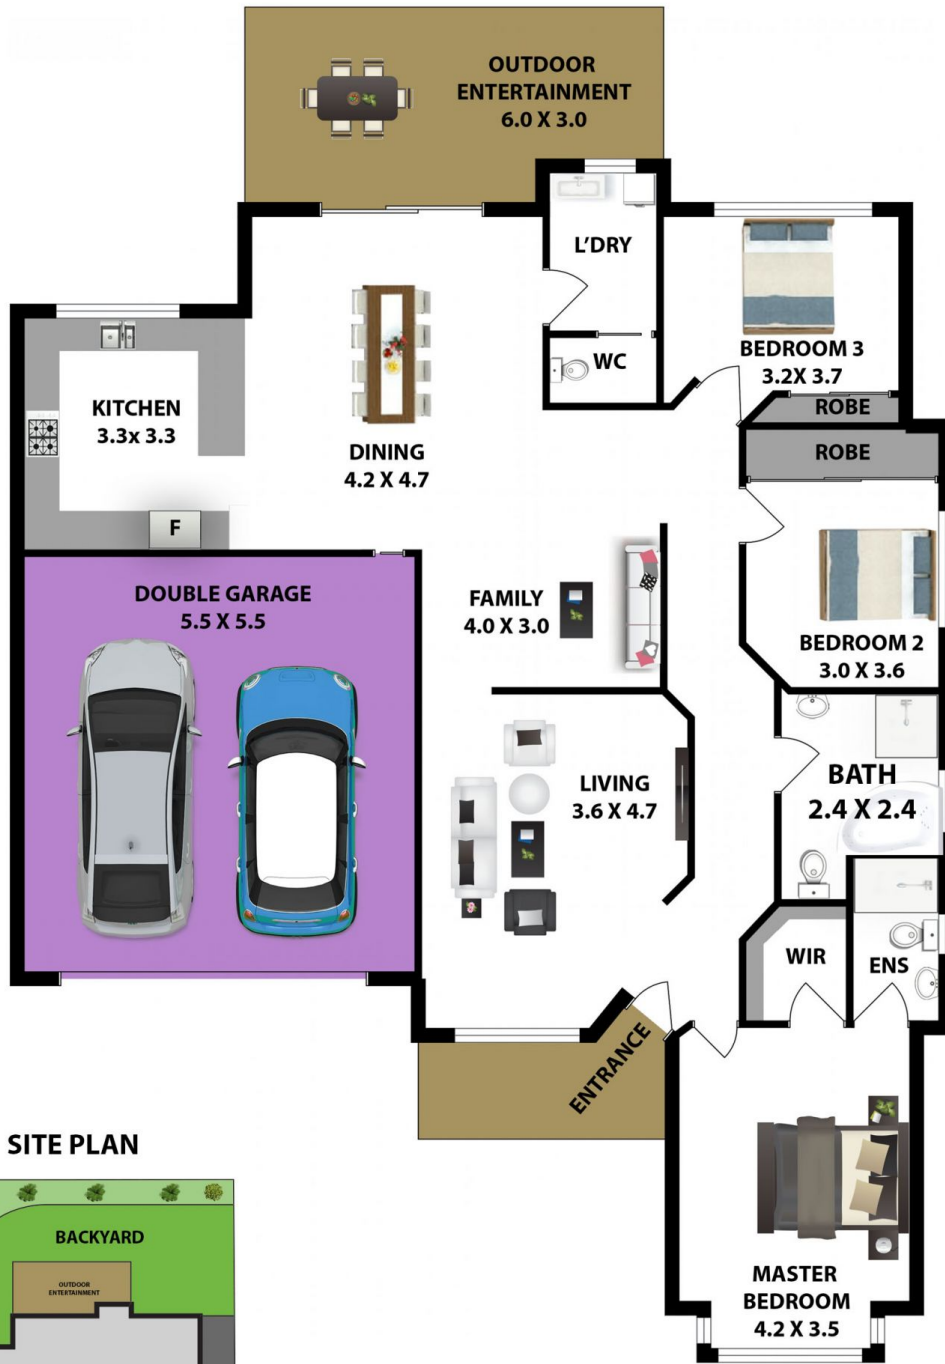 OUTDOOR
ENTERTAINMENT
6.0 X 3.0
L'DRY
WC
BEDROOM 3
3.2X 3.7
ROBE
KITCHEN
3.3x 3.3
DINING
4.2 X 4.7
ROBE
F
DOUBLE GARAGE
5.5 X 5.5
FAMILY
4.0 X 3.0
BEDROOM 2
3.0 X 3.6
LIVING
3.6 X 4.7
BATH
2.4 X 2.4
WIR
ENS
ENTRANCE
MASTER
BEDROOM
4.2 X 3.5
SITE PLAN
BACKYARD
OUTDOOR
ENTERTAINMENT